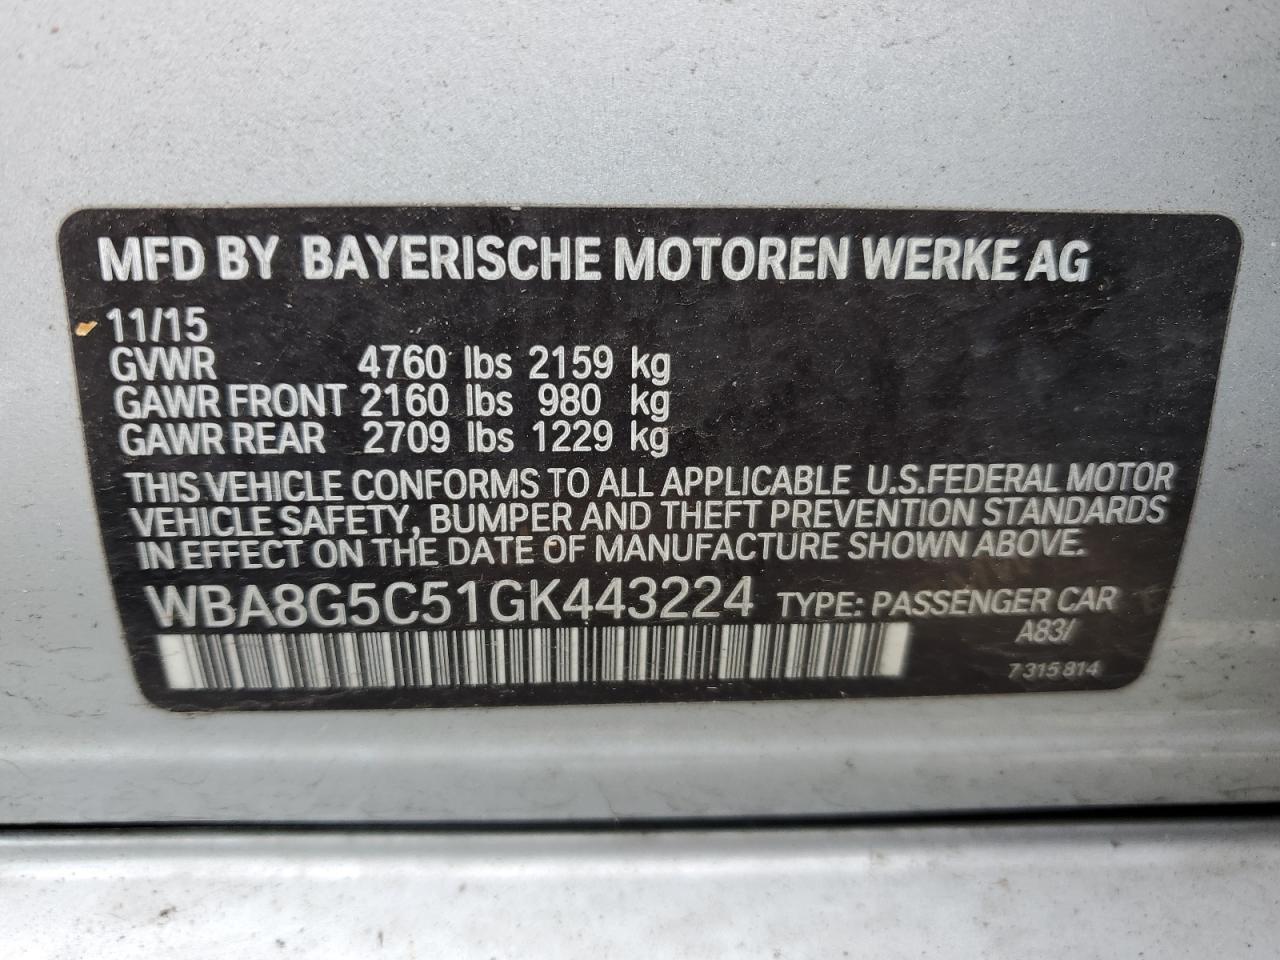 MFD BY BAYERISCHE MOTOREN WERKE AG
11/15
GVWR 4760 lbs 2159 kg
GAWR FRONT 2160 lbs 980 kg
GAWR REAR 2709 lbs 1229 kg
THIS VEHICLE CONFORMS TO ALL APPLICABLE U.S.FEDERAL MOTOR
VEHICLE SAFETY, BUMPER AND THEFT PREVENTION STANDARDS
IN EFFECT ON THE DATE OF MANUFACTURE SHOWN ABOVE.
WBA8G5C51GK443224 TYPE: PASSENGER CAR
A83/
7 315 814